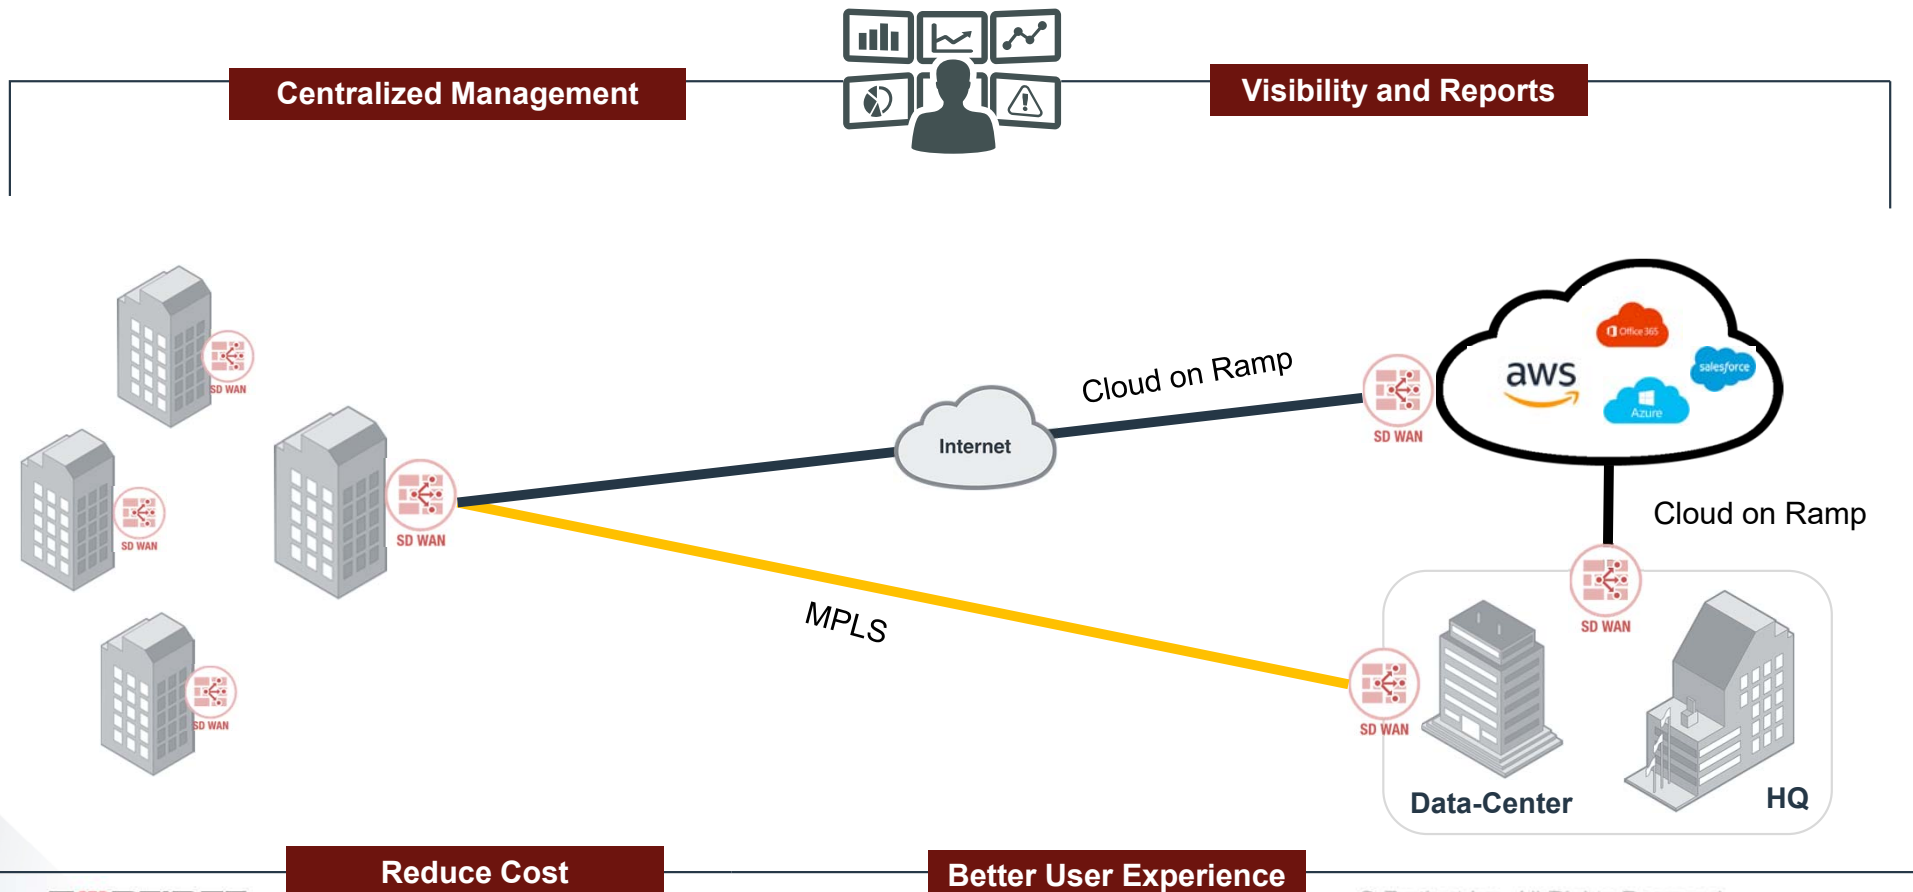 Centralized Management
Visibility and Reports
SD WAN
SD WAN
SD WAN
SD WAN
Internet
Cloud on Ramp
SD WAN
Office 365
aws
salesforce
Azure
Cloud on Ramp
MPLS
SD WAN
SD WAN
Data-Center
HQ
Reduce Cost
Better User Experience